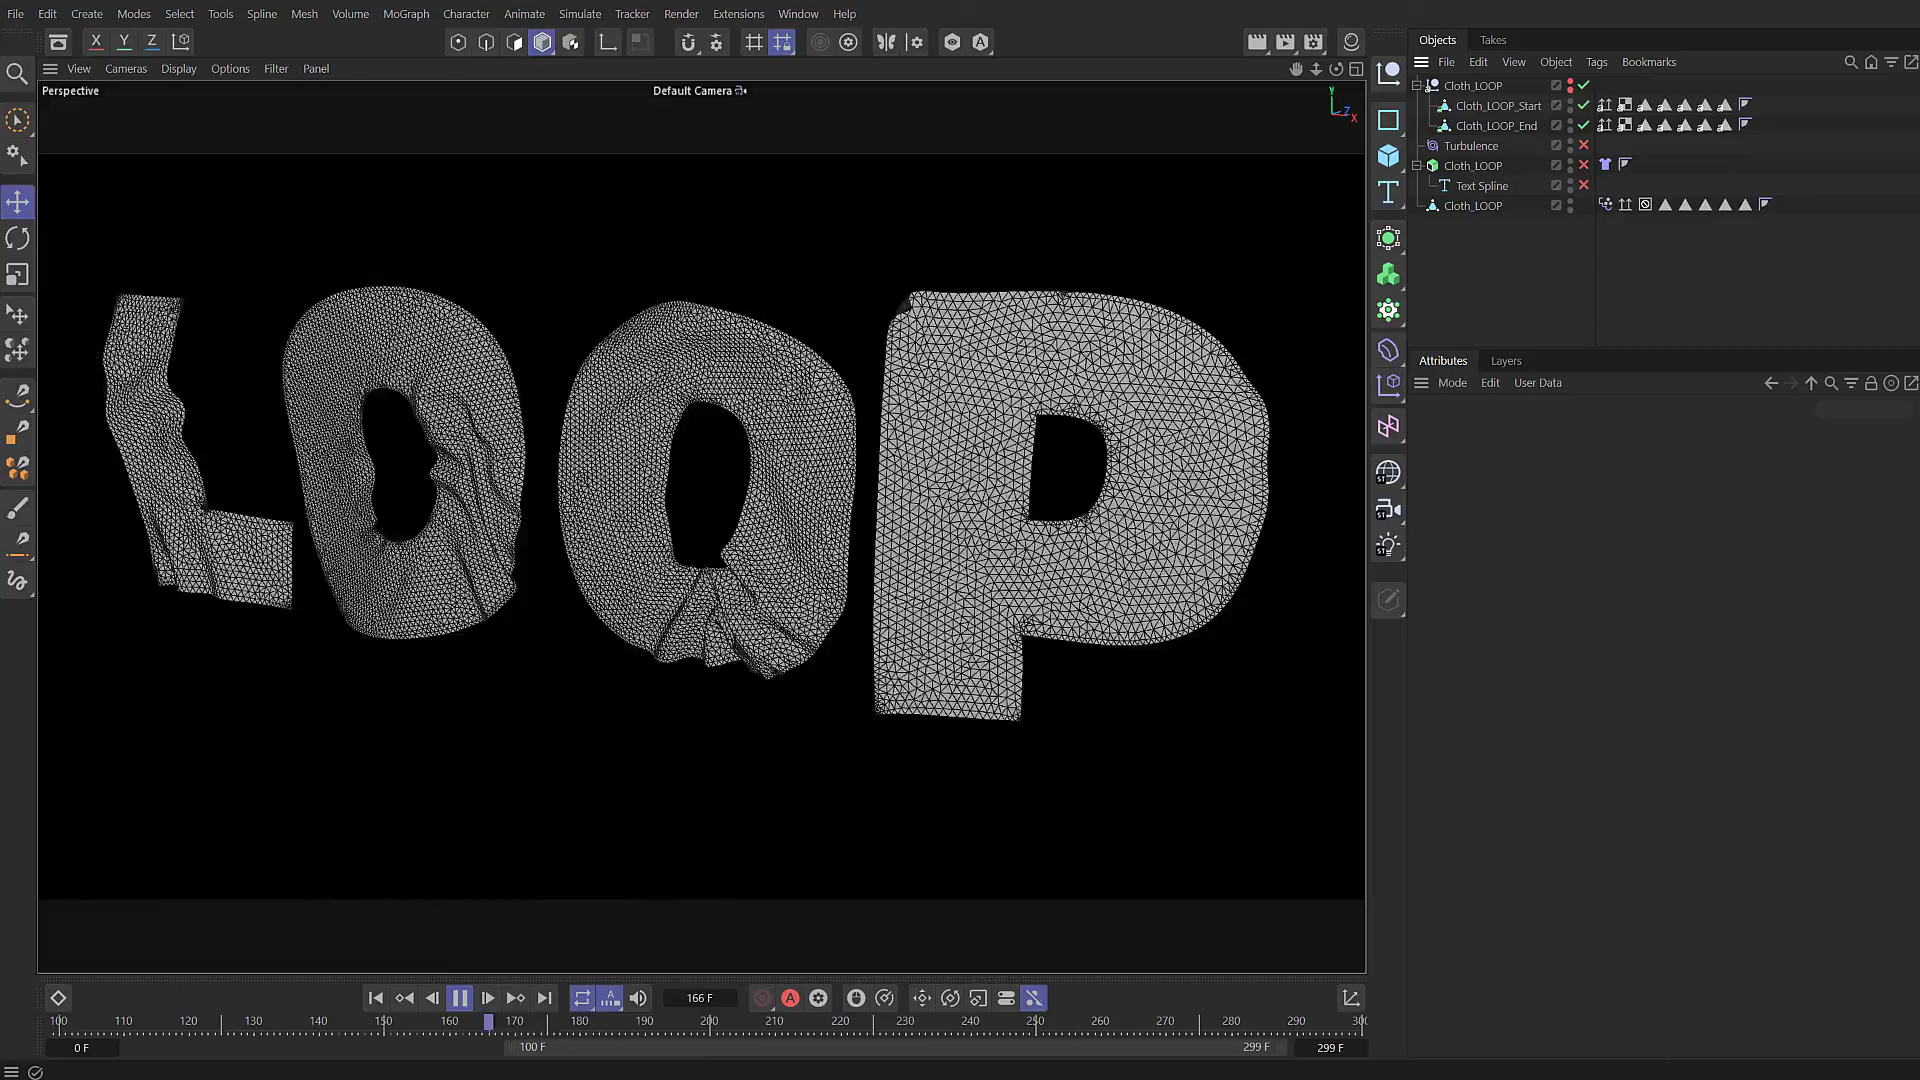 File Edit Create Modes Select Tools Spline Mesh Volume MoGraph Character Animate Simulate Tracker Render Extensions Window Help
X Y Z
A
Objects Takes
File Edit View Object Tags Bookmarks
View Cameras Display Options Filter Panel
Perspective
Default Camera
Y
Z
X
Cloth_LOOP
Cloth_LOOP_Start
Cloth_LOOP_End
Turbulence
Cloth_LOOP
T Text Spline
Cloth_LOOP
T
LOOP
Attributes Layers
Mode Edit User Data
ST
ST
ST
A
166 F
A
100 110 120 130 140 150 160 170 180 190 200 210 220 230 240 250 260 270 280 290 300
0 F
100 F
299 F
299 F